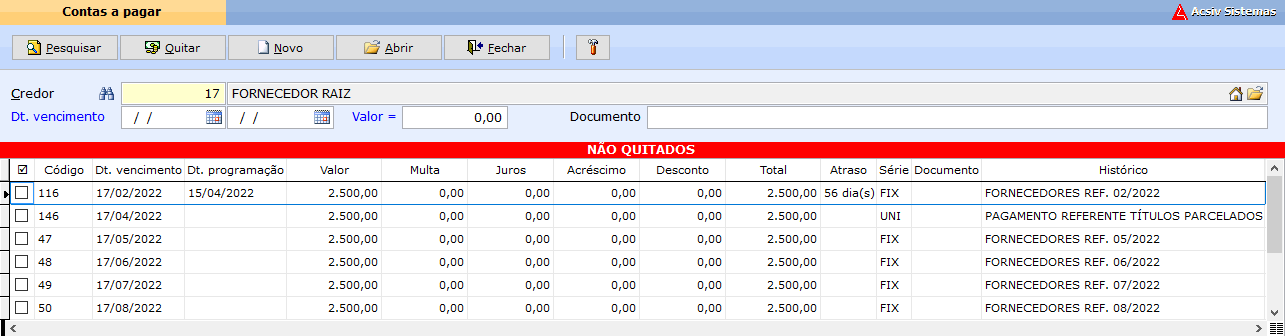 Contas a pagar
Acsiv Sistemas
Pesquisar Quitar Novo Abrir Fechar
Credor 17 FORNECEDOR RAIZ
Dt. vencimento / / / / Valor = 0,00 Documento
NÃO QUITADOS
Código Dt. vencimento Dt. programação Valor Multa Juros Acréscimo Desconto Total Atraso Série Documento Histórico
116 17/02/2022 15/04/2022 2.500,00 0,00 0,00 0,00 0,00 2.500,00 56 dia(s) FIX FORNECEDORES REF. 02/2022
146 17/04/2022 2.500,00 0,00 0,00 0,00 0,00 2.500,00 UNI PAGAMENTO REFERENTE TÍTULOS PARCELADOS
47 17/05/2022 2.500,00 0,00 0,00 0,00 0,00 2.500,00 FIX FORNECEDORES REF. 05/2022
48 17/06/2022 2.500,00 0,00 0,00 0,00 0,00 2.500,00 FIX FORNECEDORES REF. 06/2022
49 17/07/2022 2.500,00 0,00 0,00 0,00 0,00 2.500,00 FIX FORNECEDORES REF. 07/2022
50 17/08/2022 2.500,00 0,00 0,00 0,00 0,00 2.500,00 FIX FORNECEDORES REF. 08/2022